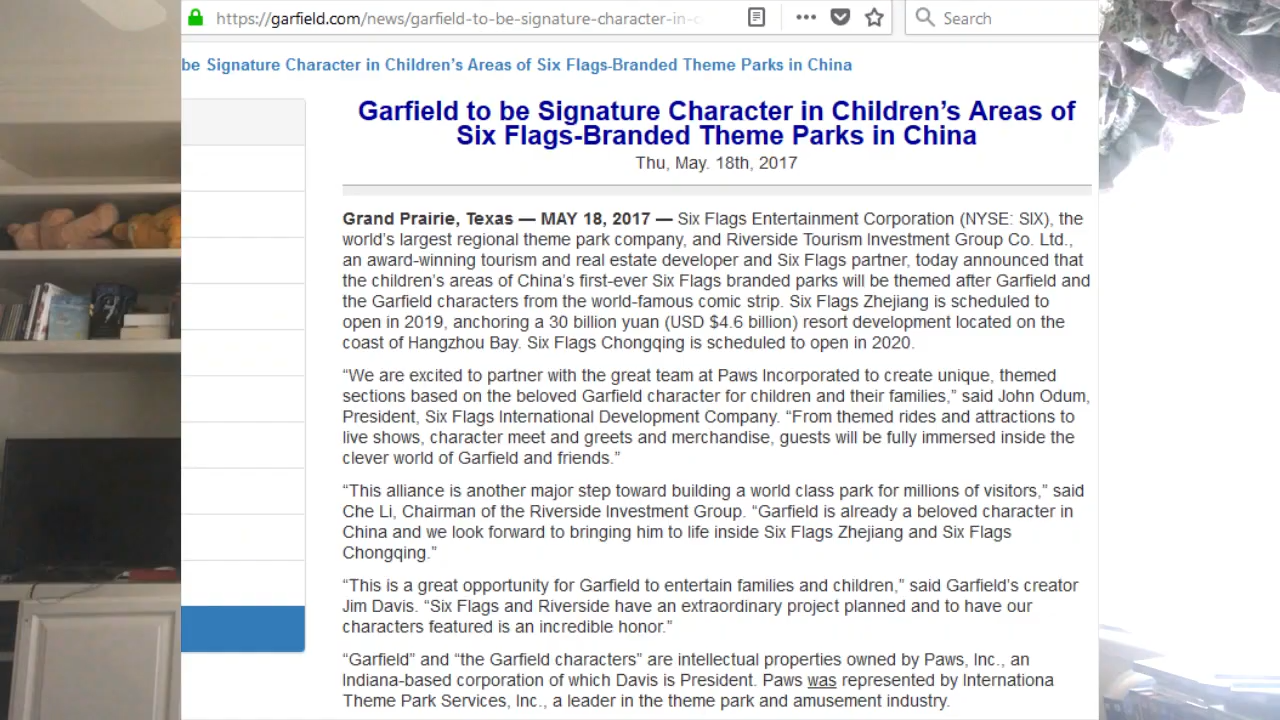 https://garfield.com/news/garfield-to-be-signature-character-in-c
Search
be Signature Character in Children's Areas of Six Flags-Branded Theme Parks in China
Garfield to be Signature Character in Children's Areas of
Six Flags-Branded Theme Parks in China
Thu, May. 18th, 2017
Grand Prairie, Texas — MAY 18, 2017 — Six Flags Entertainment Corporation (NYSE: SIX), the
world's largest regional theme park company, and Riverside Tourism Investment Group Co. Ltd.,
an award-winning tourism and real estate developer and Six Flags partner, today announced that
the children's areas of China's first-ever Six Flags branded parks will be themed after Garfield and
the Garfield characters from the world-famous comic strip. Six Flags Zhejiang is scheduled to
open in 2019, anchoring a 30 billion yuan (USD $4.6 billion) resort development located on the
coast of Hangzhou Bay. Six Flags Chongqing is scheduled to open in 2020.
“We are excited to partner with the great team at Paws Incorporated to create unique, themed
sections based on the beloved Garfield character for children and their families,” said John Odum,
President, Six Flags International Development Company. “From themed rides and attractions to
live shows, character meet and greets and merchandise, guests will be fully immersed inside the
clever world of Garfield and friends.”
“This alliance is another major step toward building a world class park for millions of visitors,” said
Che Li, Chairman of the Riverside Investment Group. “Garfield is already a beloved character in
China and we look forward to bringing him to life inside Six Flags Zhejiang and Six Flags
Chongqing.”
“This is a great opportunity for Garfield to entertain families and children,” said Garfield's creator
Jim Davis. “Six Flags and Riverside have an extraordinary project planned and to have our
characters featured is an incredible honor.”
“Garfield” and “the Garfield characters” are intellectual properties owned by Paws, Inc., an
Indiana-based corporation of which Davis is President. Paws was represented by Internationa
Theme Park Services, Inc., a leader in the theme park and amusement industry.